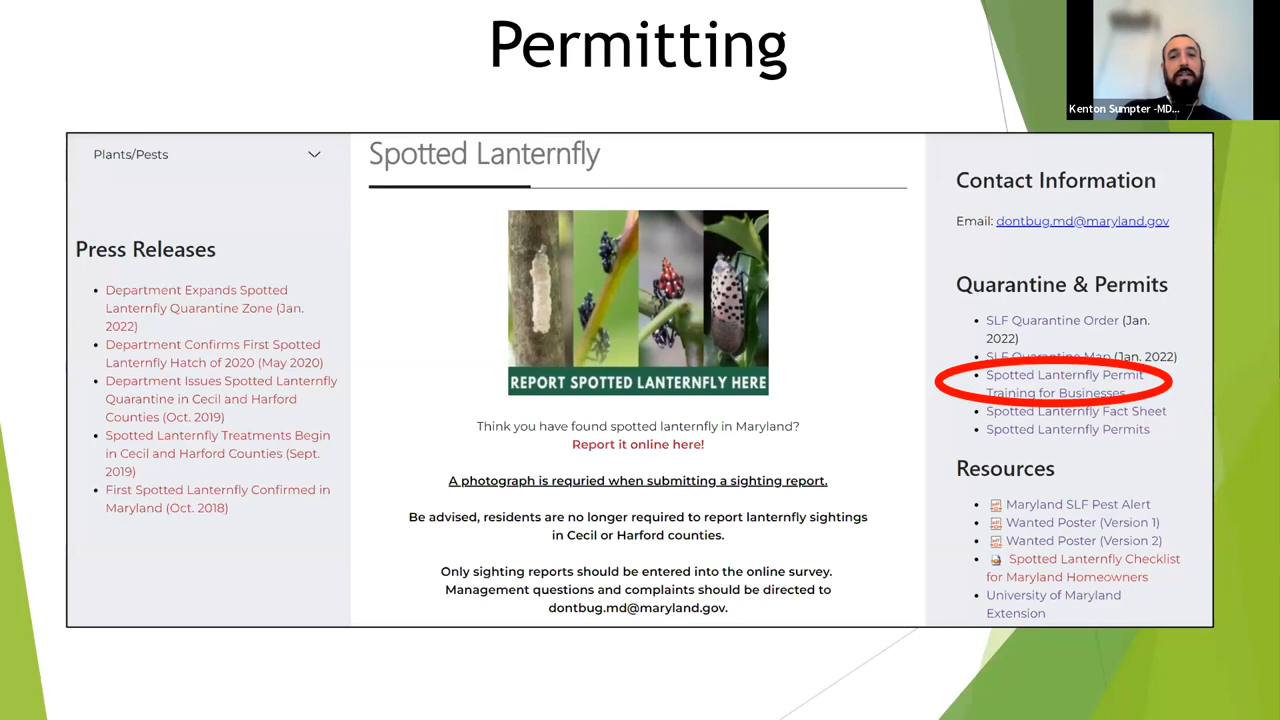 Permitting
Kenton Sumpter -MD...
Plants/Pests
Press Releases
Department Expands Spotted
Lanternfly Quarantine Zone (Jan.
2022)
Department Confirms First Spotted
Lanternfly Hatch of 2020 (May 2020)
Department Issues Spotted Lanternfly
Quarantine in Cecil and Harford
Counties (Oct. 2019)
Spotted Lanternfly Treatments Begin
in Cecil and Harford Counties (Sept.
2019)
First Spotted Lanternfly Confirmed in
Maryland (Oct. 2018)
Spotted Lanternfly
REPORT SPOTTED LANTERNFLY HERE
Think you have found spotted lanternfly in Maryland?
Report it online here!
A photograph is requried when submitting a sighting report.
Be advised, residents are no longer required to report lanternfly sightings
in Cecil or Harford counties.
Only sighting reports should be entered into the online survey.
Management questions and complaints should be directed to
dontbug.md@maryland.gov.
Contact Information
Email: dontbug.md@maryland.gov
Quarantine & Permits
SLF Quarantine Order (Jan.
2022)
SLF Quarantine Map (Jan. 2022)
Spotted Lanternfly Permit
Training for Businesses
Spotted Lanternfly Fact Sheet
Spotted Lanternfly Permits
Resources
Maryland SLF Pest Alert
Wanted Poster (Version 1)
Wanted Poster (Version 2)
Spotted Lanternfly Checklist
for Maryland Homeowners
University of Maryland
Extension